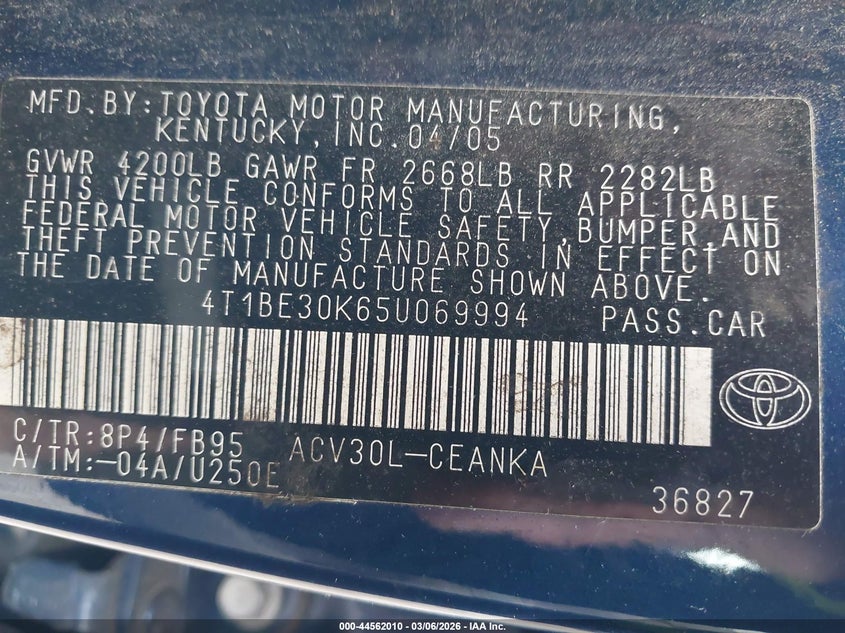 MFD.BY:TOYOTA MOTOR MANUFACTURING,
KENTUCKY,INC.04/05
GVWR 4200LB GAWR FR 2668LB RR 2282LB
THIS VEHICLE CONFORMS TO ALL APPLICABLE
FEDERAL MOTOR VEHICLE SAFETY,BUMPER,AND
THEFT PREVENTION STANDARDS IN EFFECT ON
THE DATE OF MANUFACTURE SHOWN ABOVE.
4T1BE30K65U069994 PASS.CAR
C/TR:8P4/FB95 ACV30L-CEANKA
A/TM:-04A/U250E
36827
000-44562010 - 03/06/2026 - IAA Inc.